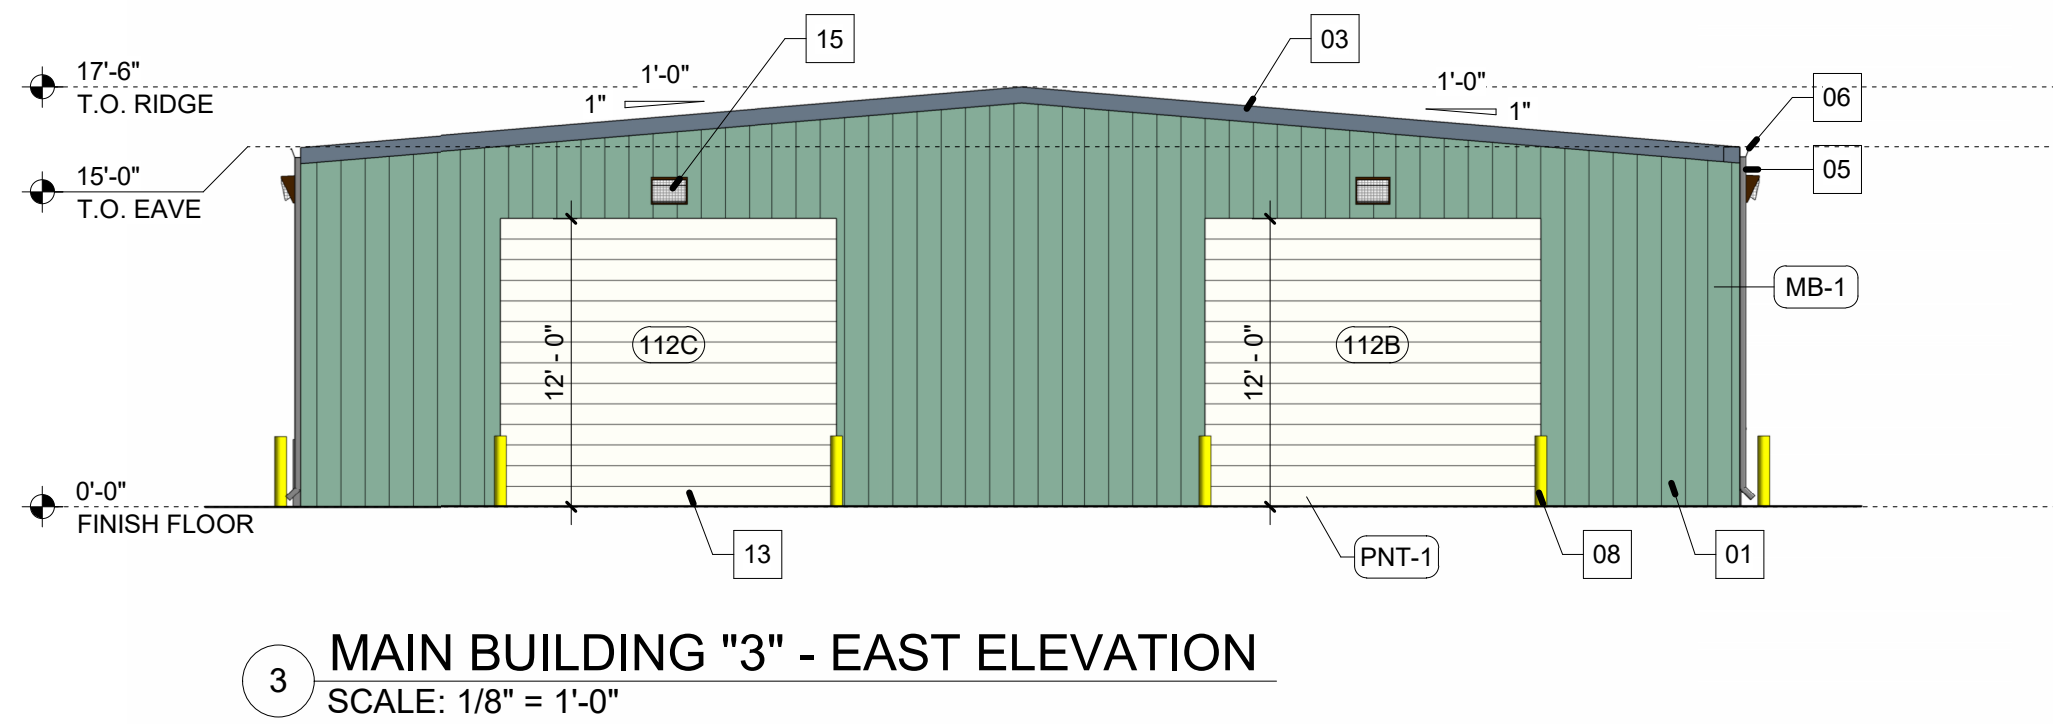 15
03
17'-6"
T.O. RIDGE
1'-0"
1"
1'-0"
1"
06
15'-0"
T.O. EAVE
05
MB-1
12' - 0"
112C
12' - 0"
112B
0'-0"
FINISH FLOOR
13
PNT-1
08
01
3
MAIN BUILDING "3" - EAST ELEVATION
SCALE: 1/8" = 1'-0"